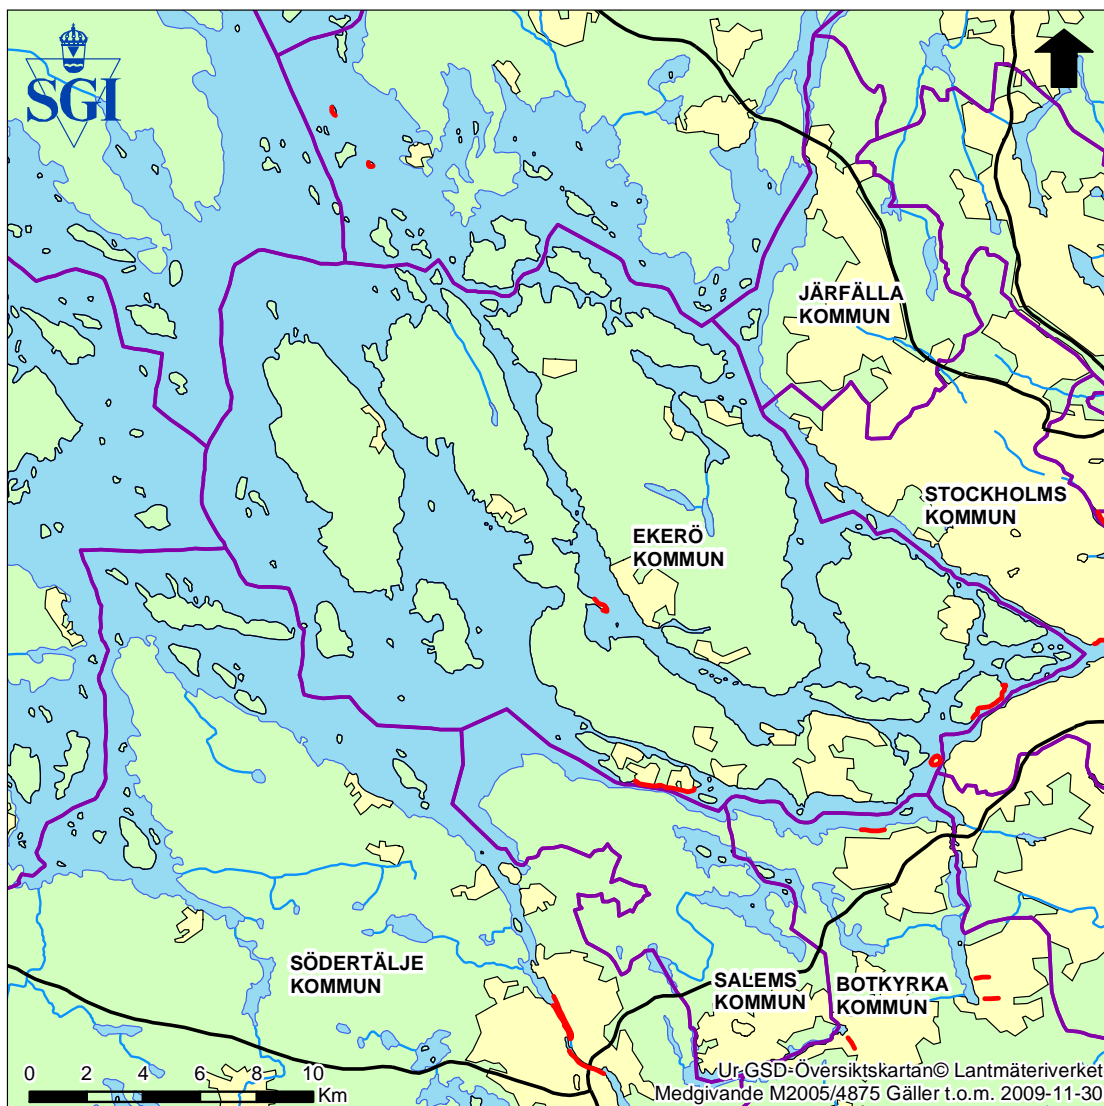 SGI
JÄRFÄLLA
KOMMUN
STOCKHOLMS
KOMMUN
EKERÖ
KOMMUN
SÖDERTÄLJE
KOMMUN
SALEMS
KOMMUN
BOTKYRKA
KOMMUN
0 2 4 6 8 10
Km
Ur GSD-Översiktskartan© Lantmäteriverket
Medgivande M2005/4875 Gäller t.o.m. 2009-11-30